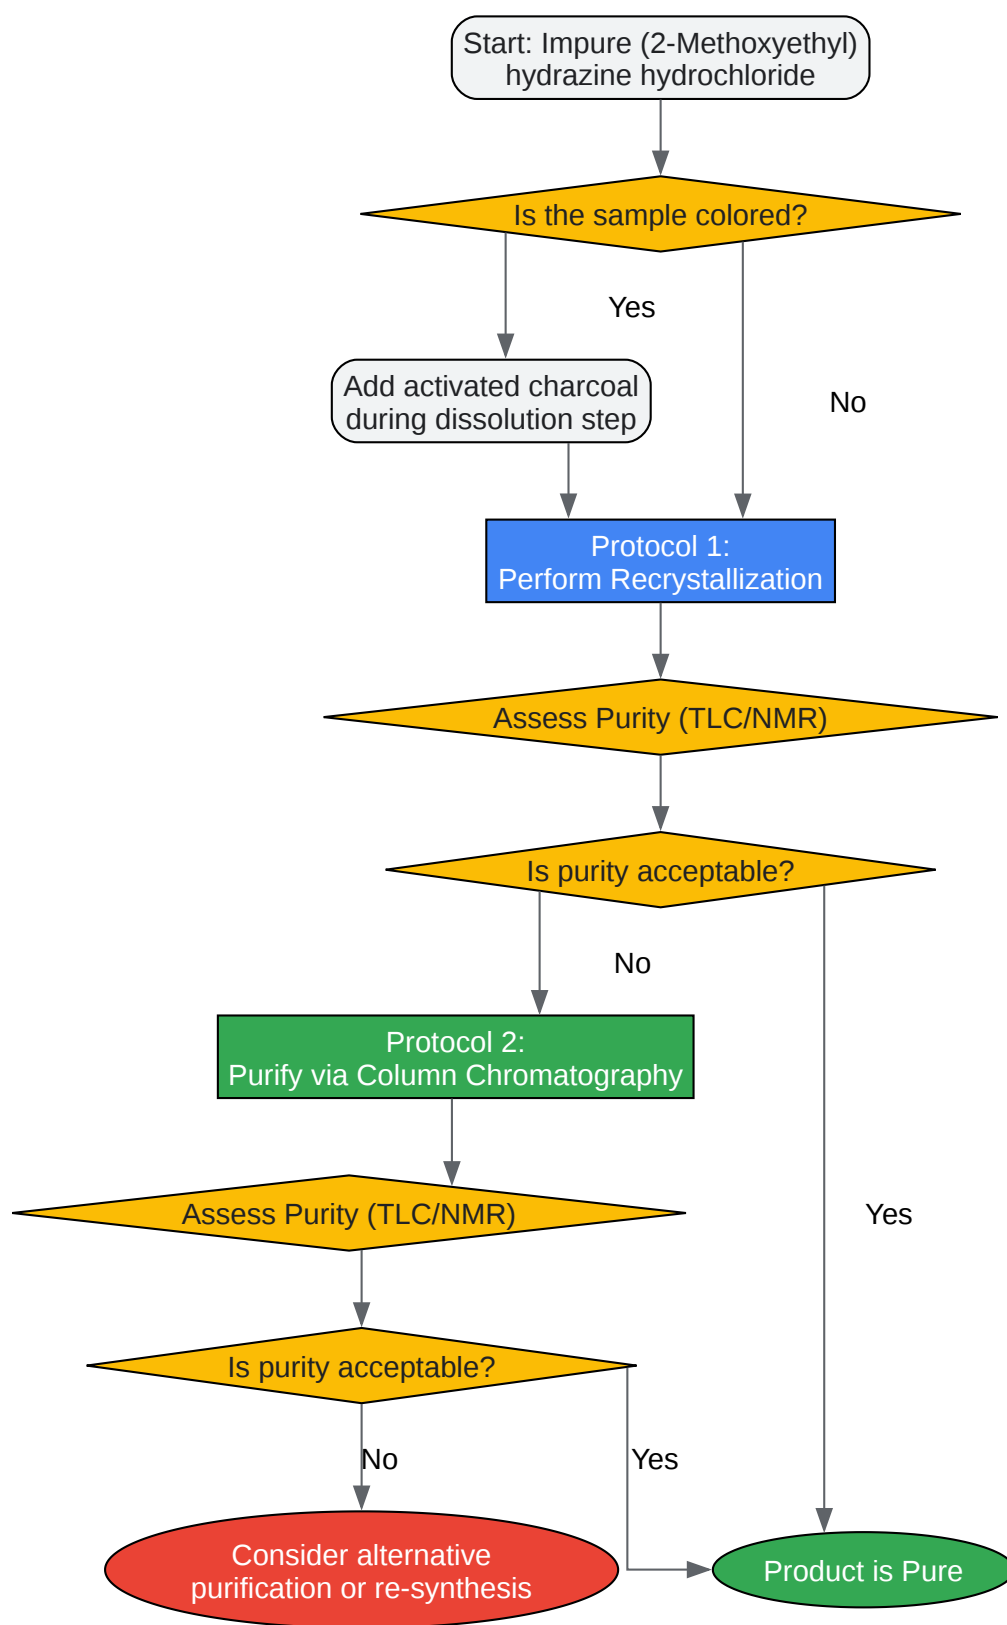 Start: Impure (2-Methoxyethyl)
hydrazine hydrochloride
Is the sample colored?
Yes
Add activated charcoal
during dissolution step
No
Protocol 1:
Perform Recrystallization
Assess Purity (TLC/NMR)
Is purity acceptable?
No
Protocol 2:
Purify via Column Chromatography
Assess Purity (TLC/NMR)
Yes
Is purity acceptable?
No
Yes
Consider alternative
purification or re-synthesis
Product is Pure